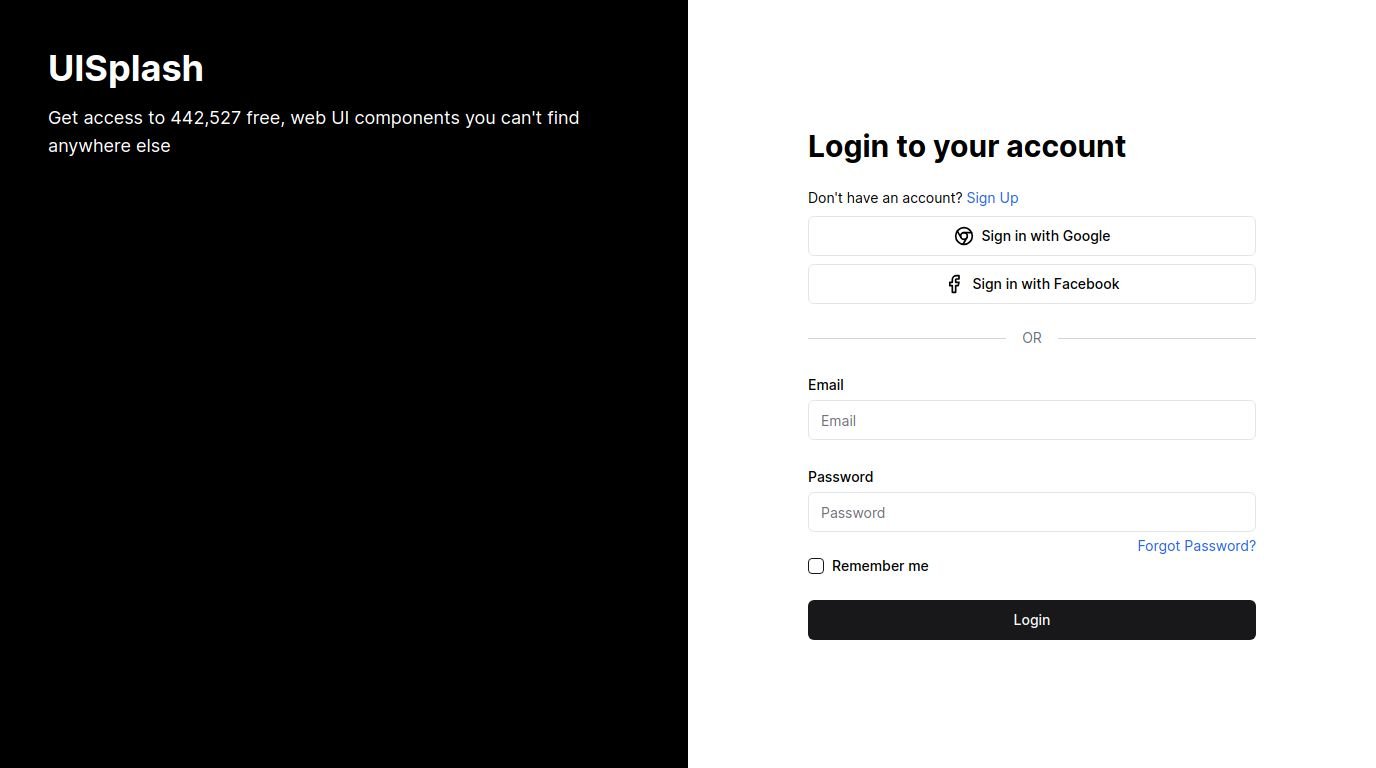 UISplash
Get access to 442,527 free, web UI components you can't find
anywhere else
Login to your account
Don't have an account? Sign Up
Sign in with Google
Sign in with Facebook
OR
Email
Email
Password
Password
Forgot Password?
Remember me
Login